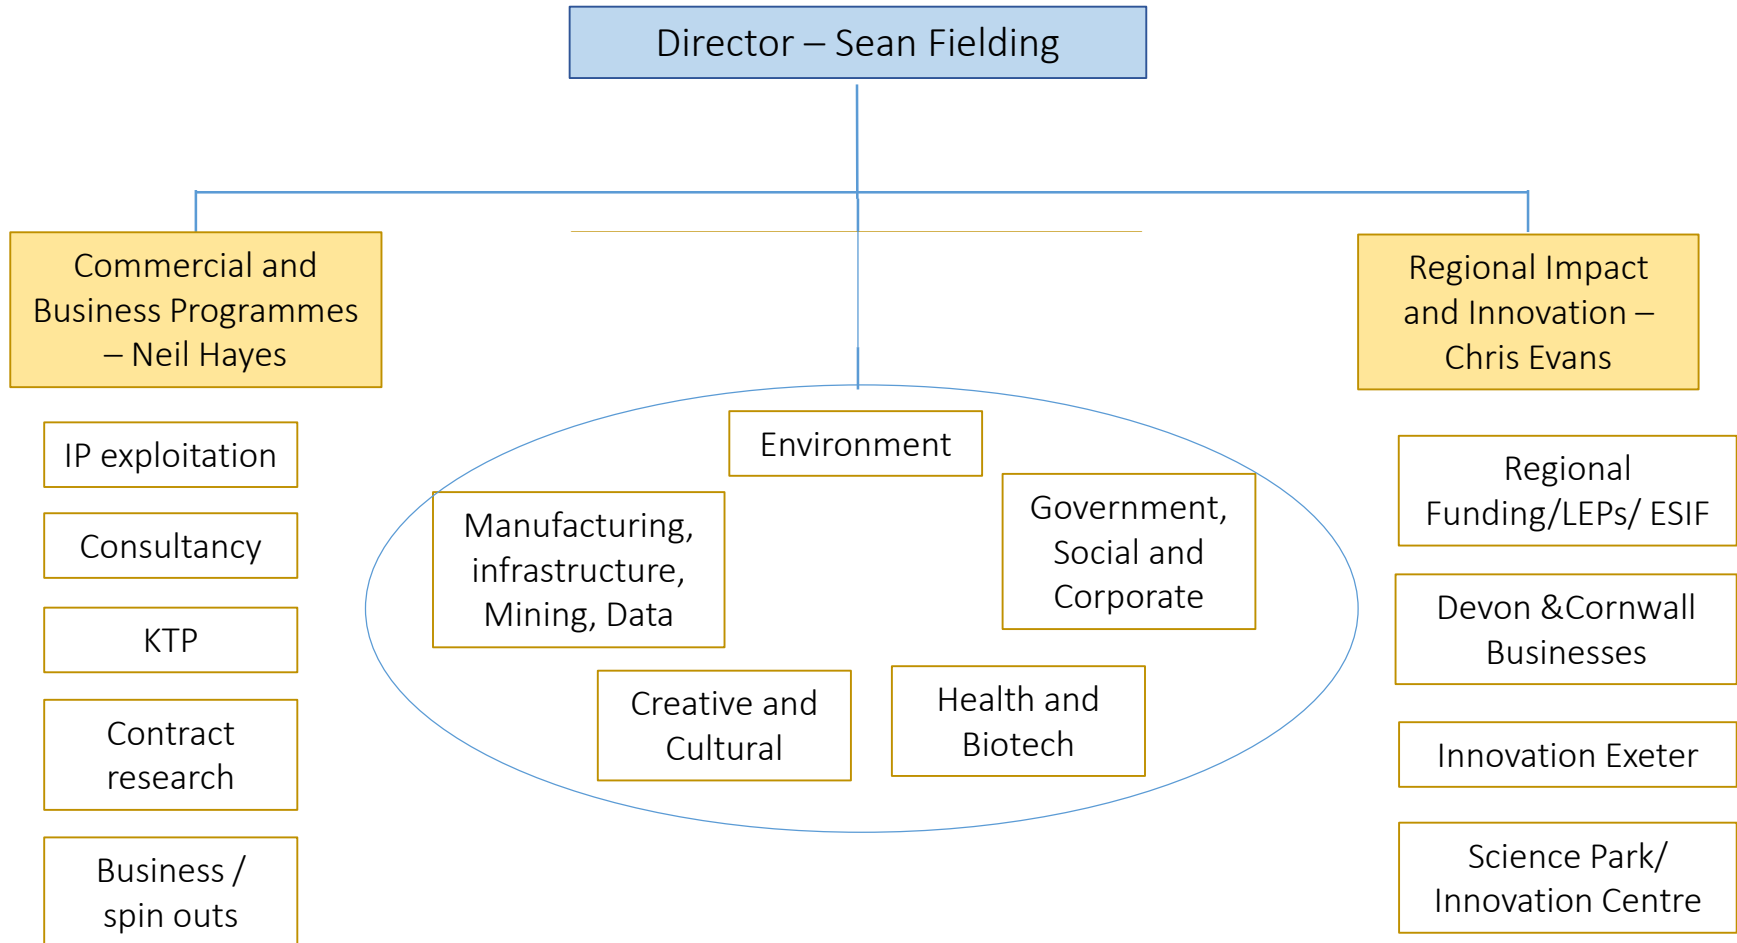 Director – Sean Fielding
Commercial and
Business Programmes
– Neil Hayes
IP exploitation
Consultancy
KTP
Contract
research
Business /
spin outs
Environment
Manufacturing,
infrastructure,
Mining, Data
Government,
Social and
Corporate
Creative and
Cultural
Health and
Biotech
Regional Impact
and Innovation –
Chris Evans
Regional
Funding/LEPs/ ESIF
Devon &Cornwall
Businesses
Innovation Exeter
Science Park/
Innovation Centre